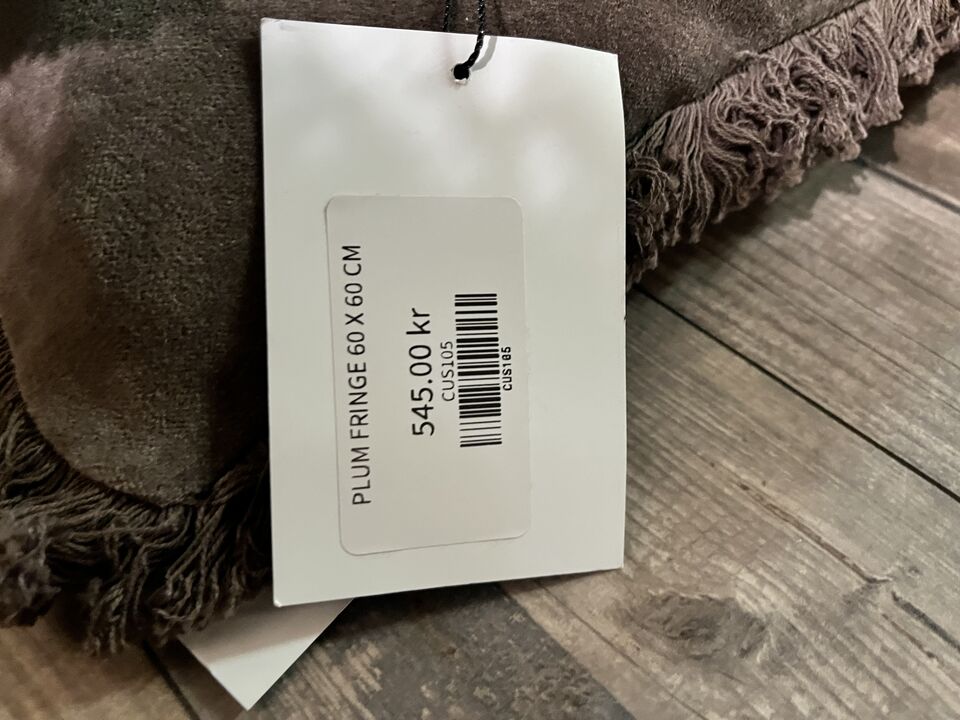 PLUM FRINGE 60 X 60 CM
545.00 kr
CUS105
CUS105